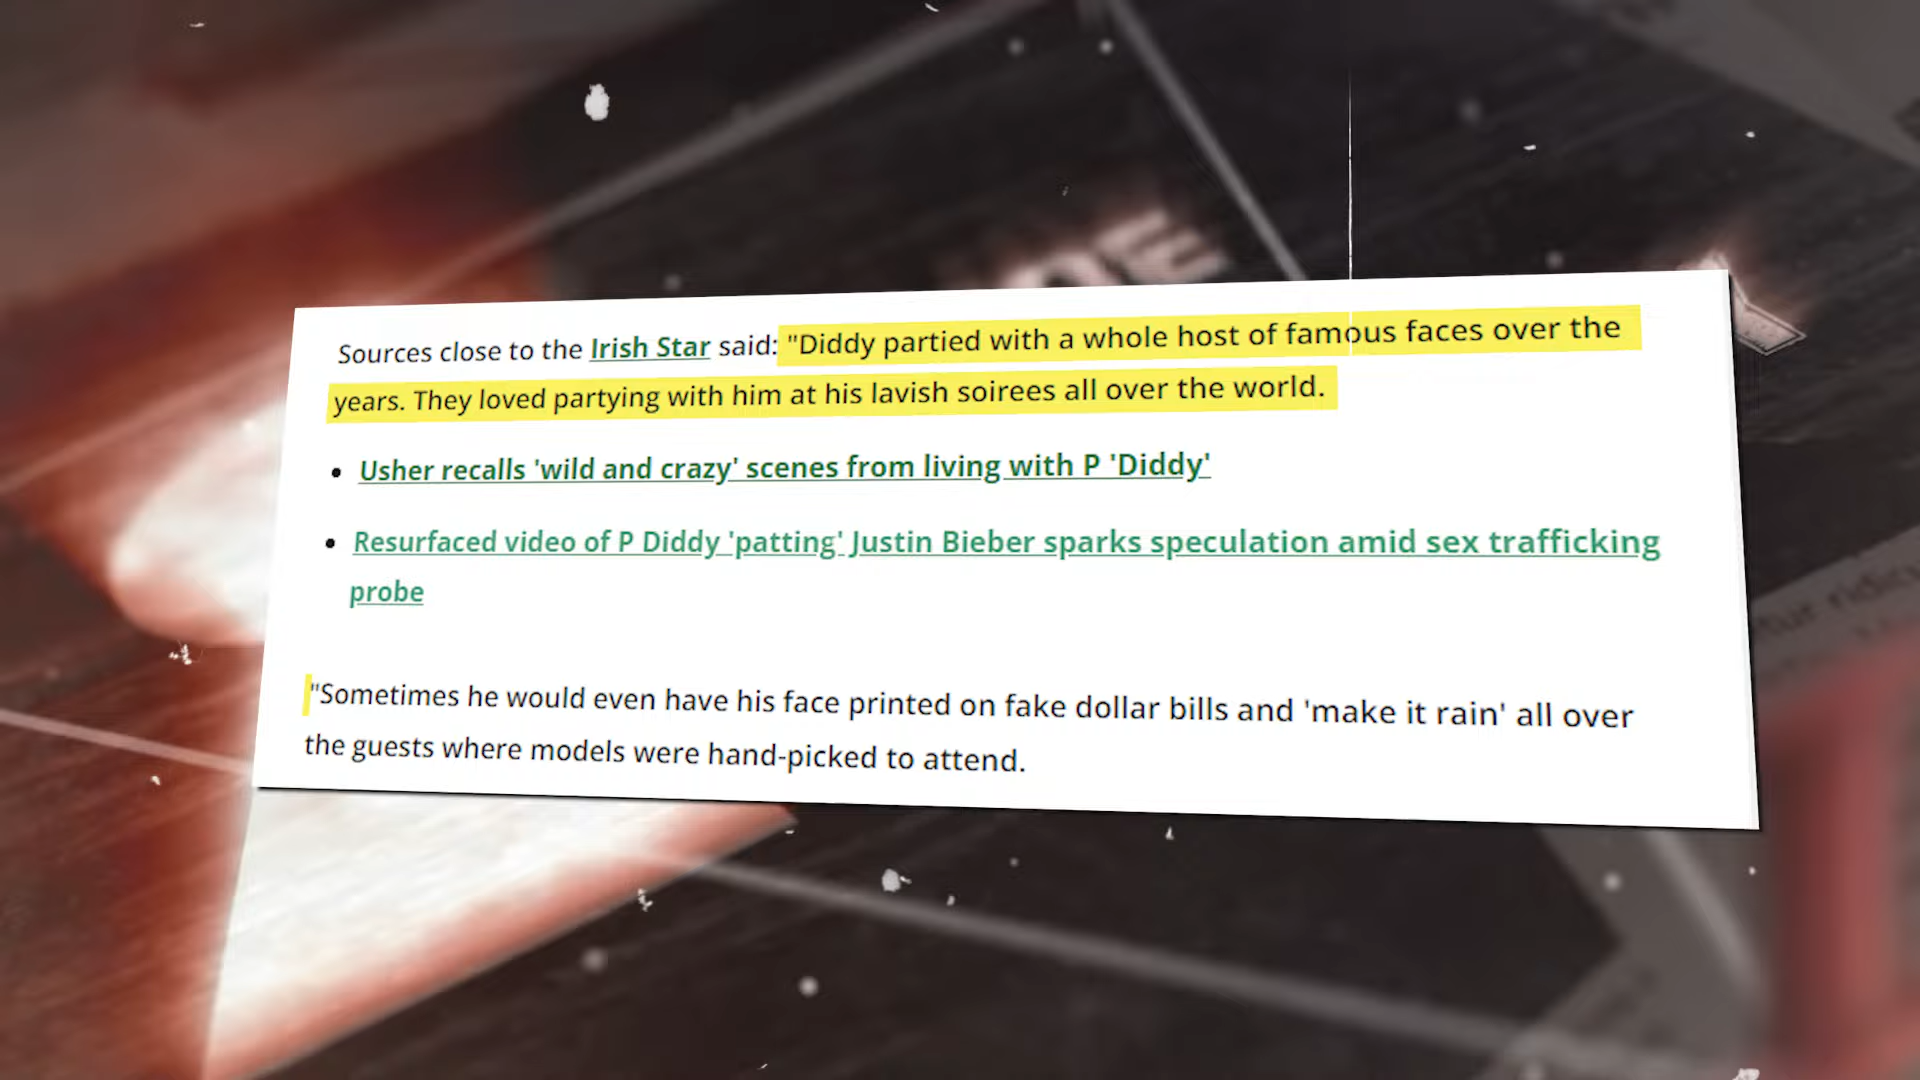 Sources close to the Irish Star said: "Diddy partied with a whole host of famous faces over the
years. They loved partying with him at his lavish soirees all over the world.
• Usher recalls 'wild and crazy' scenes from living with P 'Diddy'
• Resurfaced video of P Diddy 'patting' Justin Bieber sparks speculation amid sex trafficking
probe
"Sometimes he would even have his face printed on fake dollar bills and 'make it rain' all over
the guests where models were hand-picked to attend.